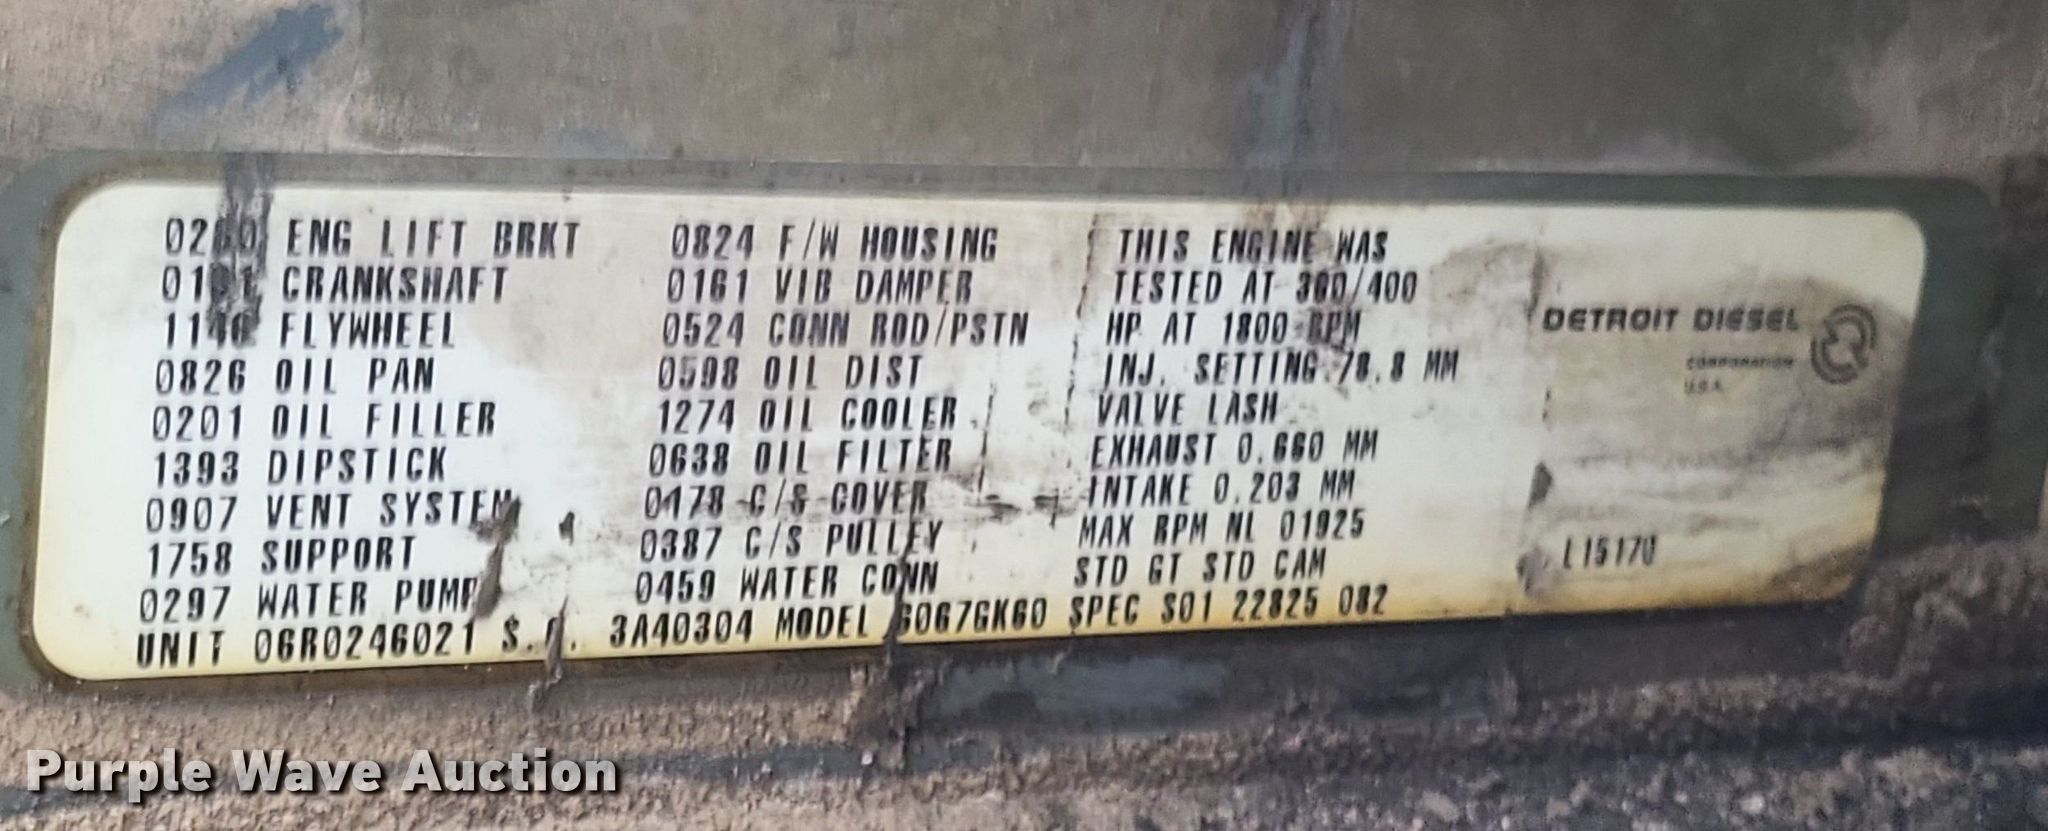 ENG LIFT BRKT
CRANKSHAFT
FLYWHEEL
0826 OIL PAN
0201 OIL FILLER
1393 DIPSTICK
0907 VENT SYSTEM
1758 SUPPORT
0297 WATER PUMP
0824 F/W HOUSING
0161 VIB DAMPER
0524 CONN ROD/PSTN
0598 OIL DIST
1274 OIL COOLER
0638 OIL FILTER
0178 C/S COVER
0387 C/S PULLEY
0459 WATER CONN
THIS ENGINE WAS
TESTED AT 360/400
HP AT 1800 RPM
INJ. SETTING 78.8 MM
VALVE LASH
EXHAUST 0.660 MM
INTAKE 0.203 MM
MAX RPM NL 01925
STD GT STD CAM
UNIT 06R0246021 3A40304 MODEL 6067GK60 SPEC S01 22825 082
DETROIT DIESEL
CORPORATION
U.S.A.
L15170
Purple Wave Auction